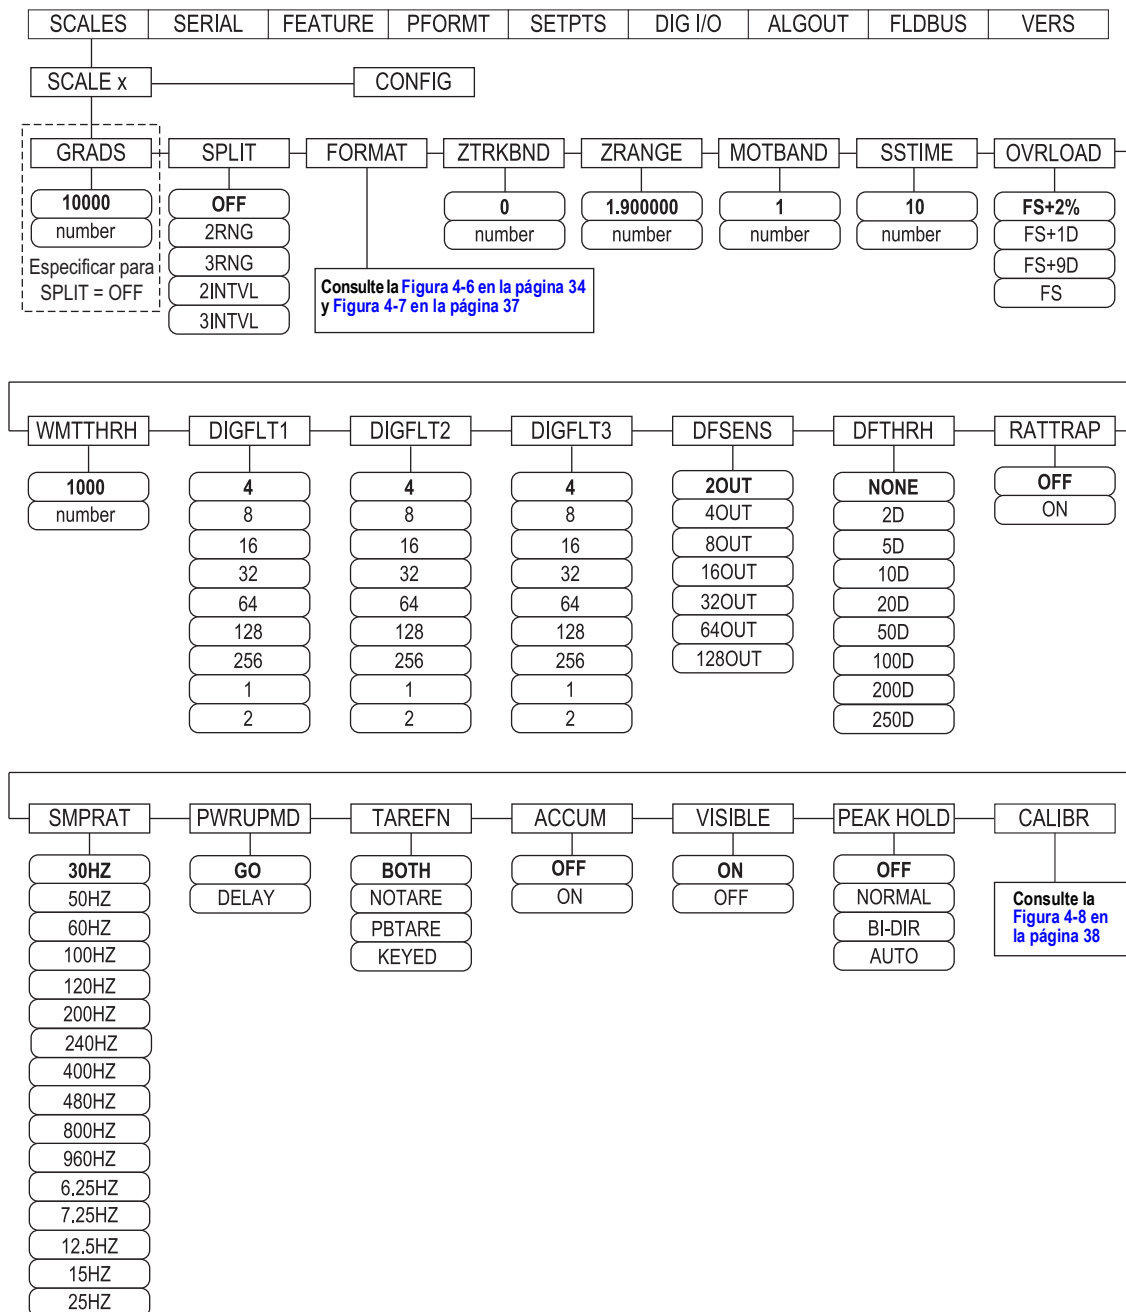 SCALES SERIAL FEATURE PFORMT SETPTS DIG I/O ALGOUT FLDBUS VERS
SCALE x CONFIG
GRADS SPLIT FORMAT ZTRKBND ZRANGE MOTBAND SSTIME OVRLOAD
10000
number
Especificar para
SPLIT = OFF
OFF
2RNG
3RNG
2INTVL
3INTVL
Consulte la Figura 4-6 en la página 34
y Figura 4-7 en la página 37
0
number
1.900000
number
1
number
10
number
FS+2%
FS+1D
FS+9D
FS
WMTTHRH DIGFLT1 DIGFLT2 DIGFLT3 DFSENS DFTHRH RATTRAP
1000
number
4
8
16
32
64
128
256
1
2
4
8
16
32
64
128
256
1
2
4
8
16
32
64
128
256
1
2
2OUT
4OUT
8OUT
16OUT
32OUT
64OUT
128OUT
NONE
2D
5D
10D
20D
50D
100D
200D
250D
OFF
ON
SMPRAT PWRUPMD TAREFN ACCUM VISIBLE PEAK HOLD CALIBR
30HZ
50HZ
60HZ
100HZ
120HZ
200HZ
240HZ
400HZ
480HZ
800HZ
960HZ
6.25HZ
7.25HZ
12.5HZ
15HZ
25HZ
GO
DELAY
BOTH
NOTARE
PBTARE
KEYED
OFF
ON
ON
OFF
OFF
NORMAL
BI-DIR
AUTO
Consulte la
Figura 4-8 en
la página 38